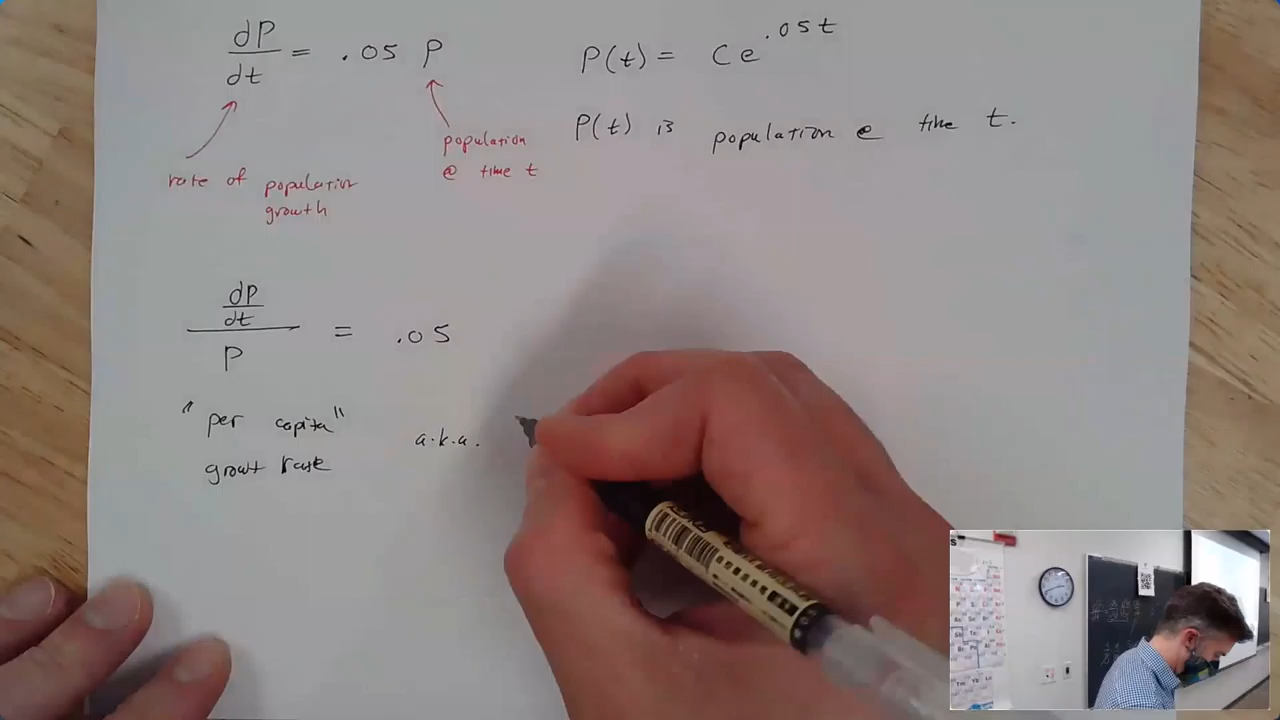 dP/dt = .05 P
P(t) = Ce^.05t
P(t) is population @ time t.
population
@ time t
rate of population
growth
dP/dt / P = .05
"per capita"
growt rate
a.k.a.